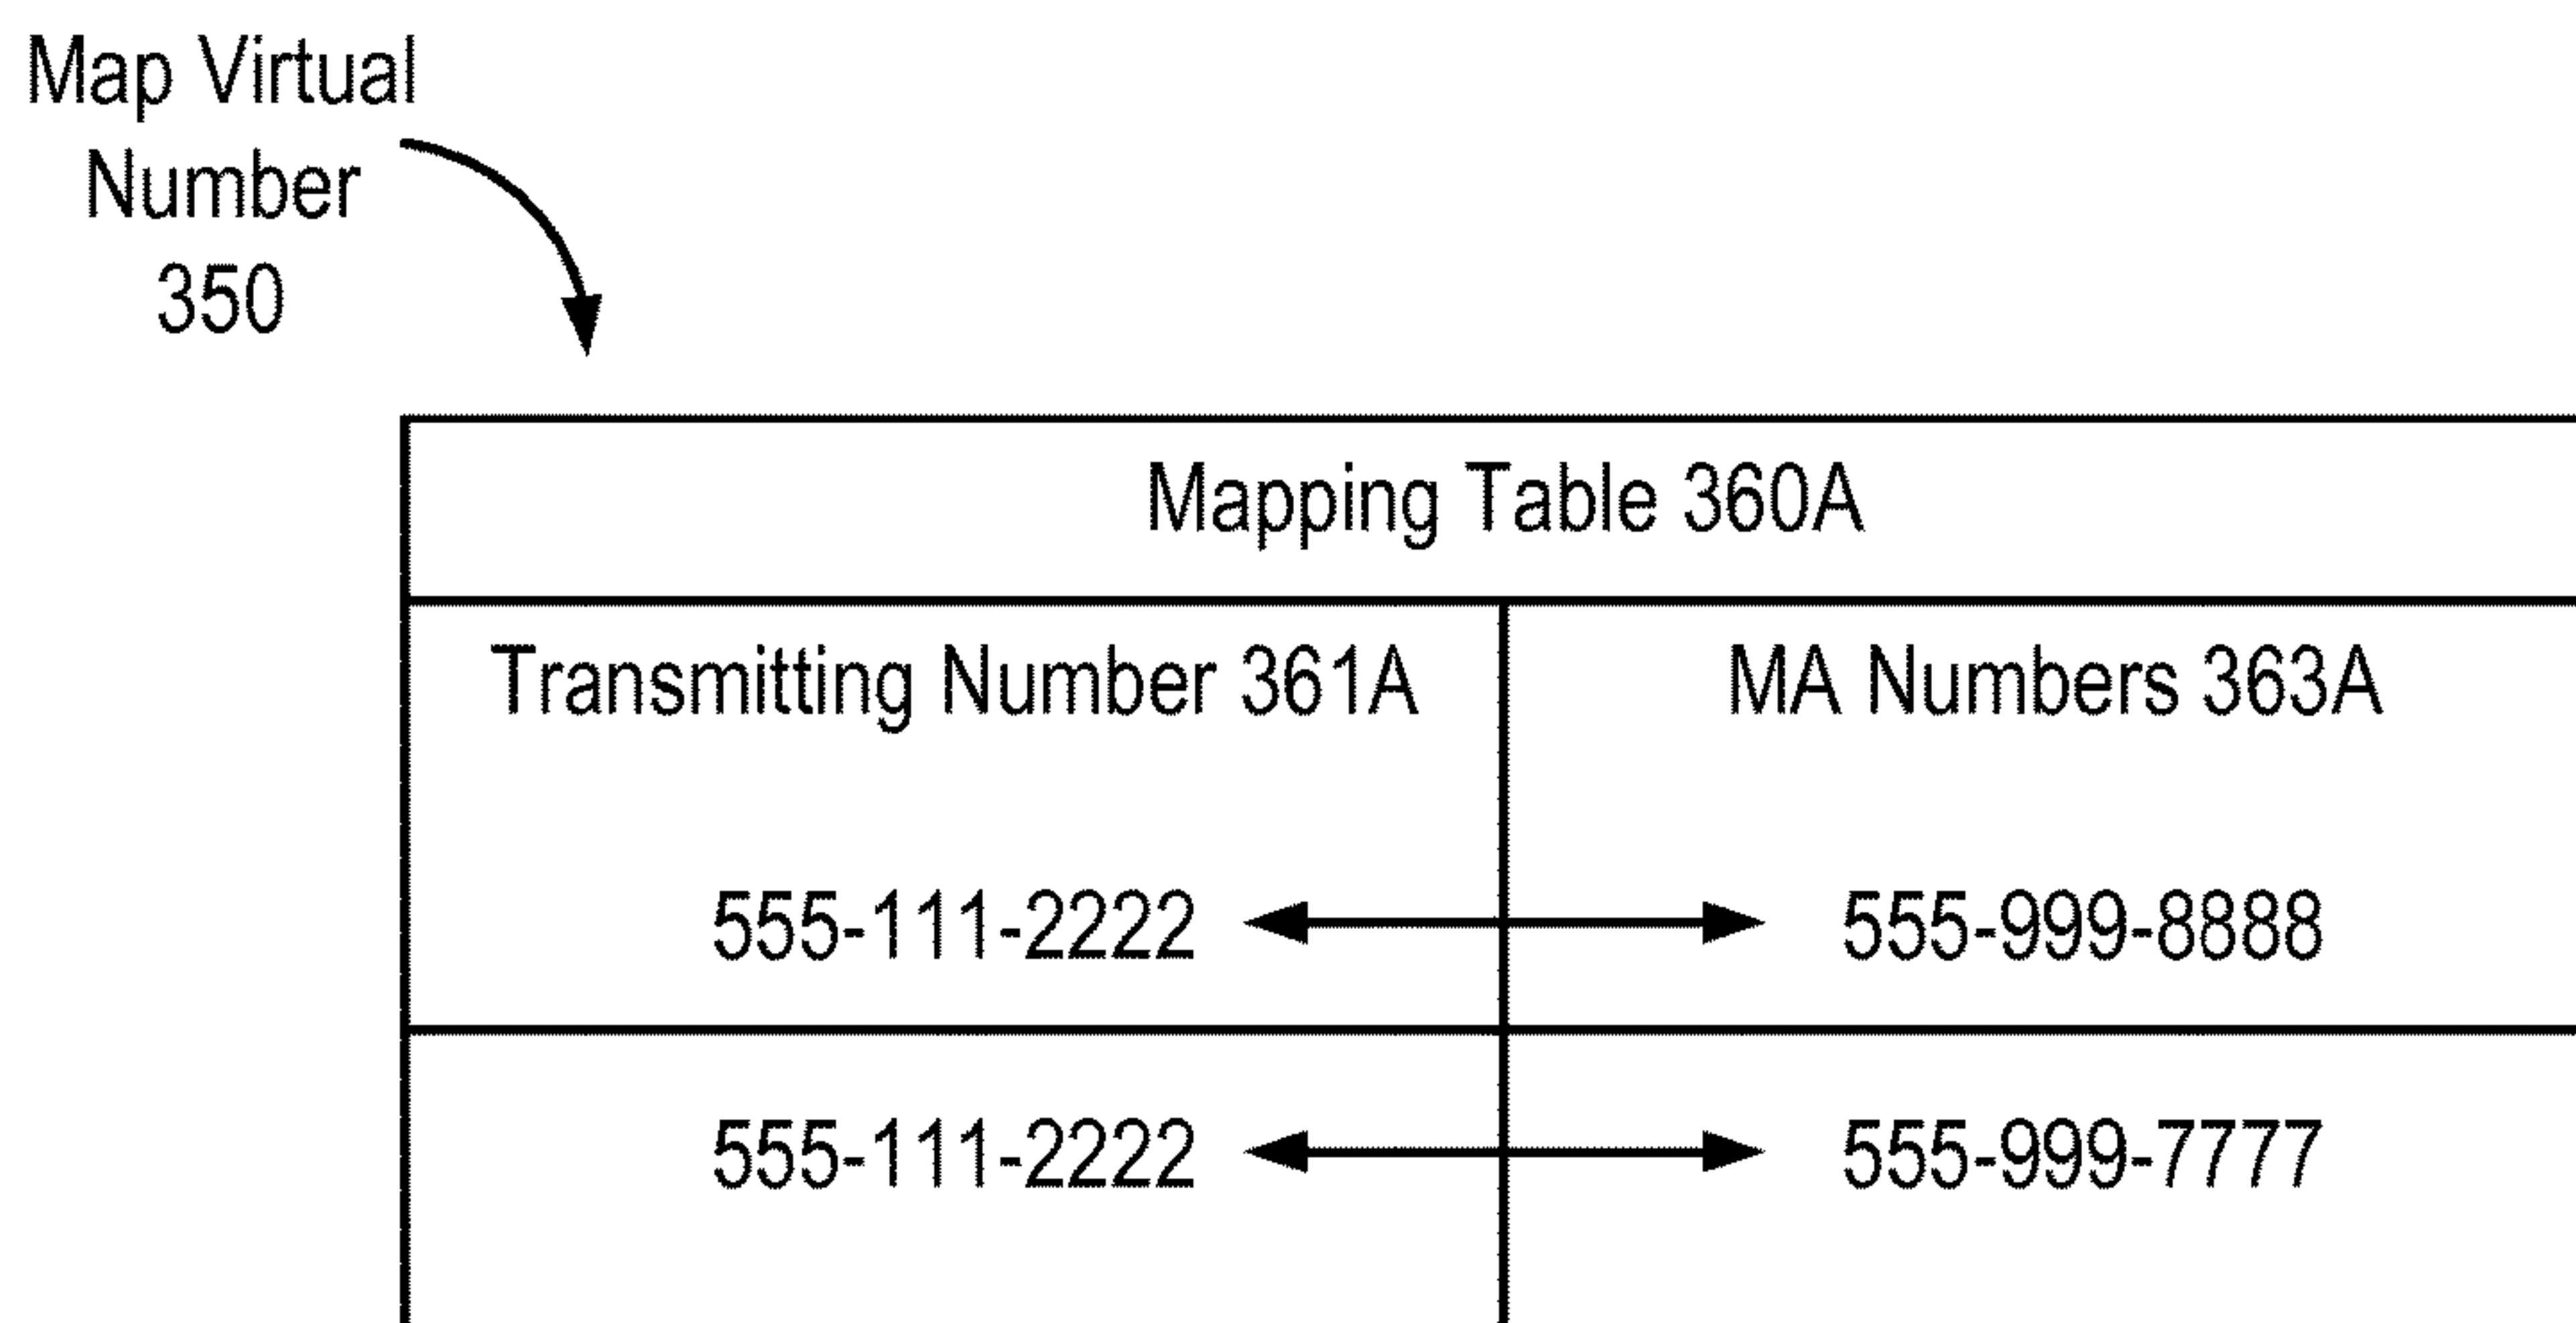 Map Virtual
Number
350
Mapping Table 360A
Transmitting Number 361A MA Numbers 363A
555-111-2222 555-999-8888
555-111-2222 555-999-7777